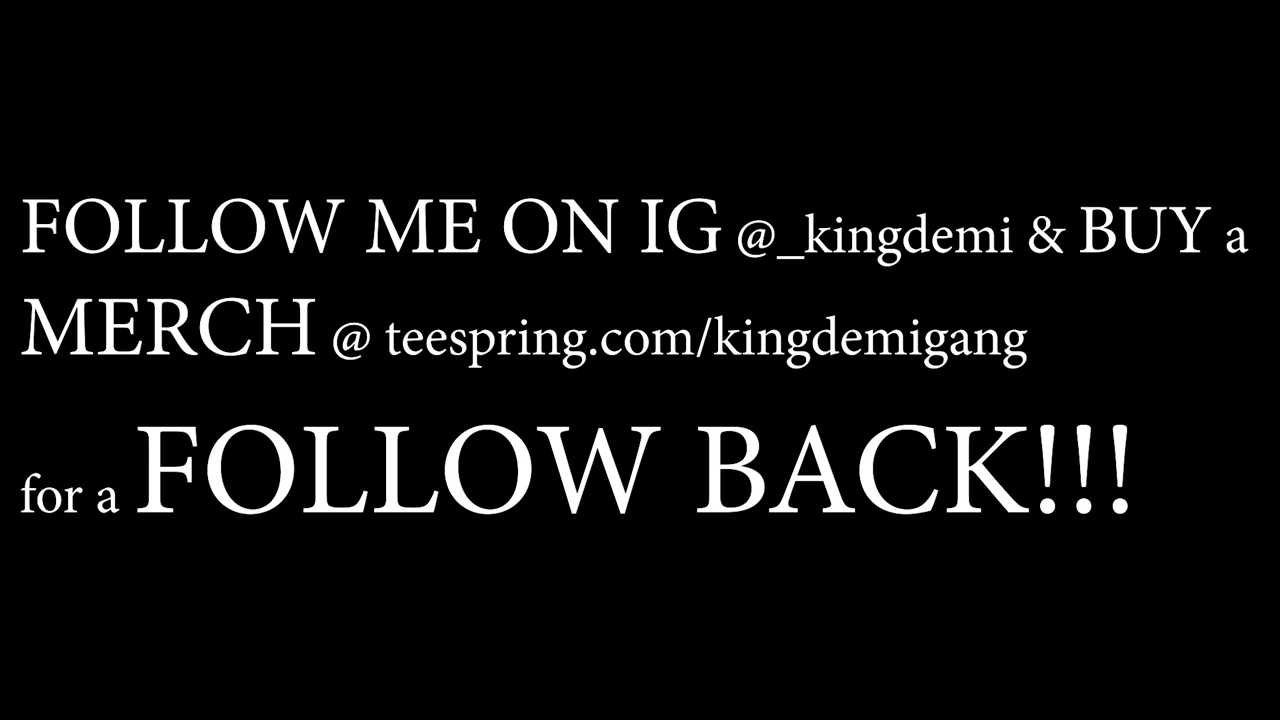 FOLLOW ME ON IG @_kingdemi & BUY a
MERCH @ teespring.com/kingdemigang
for a FOLLOW BACK!!!